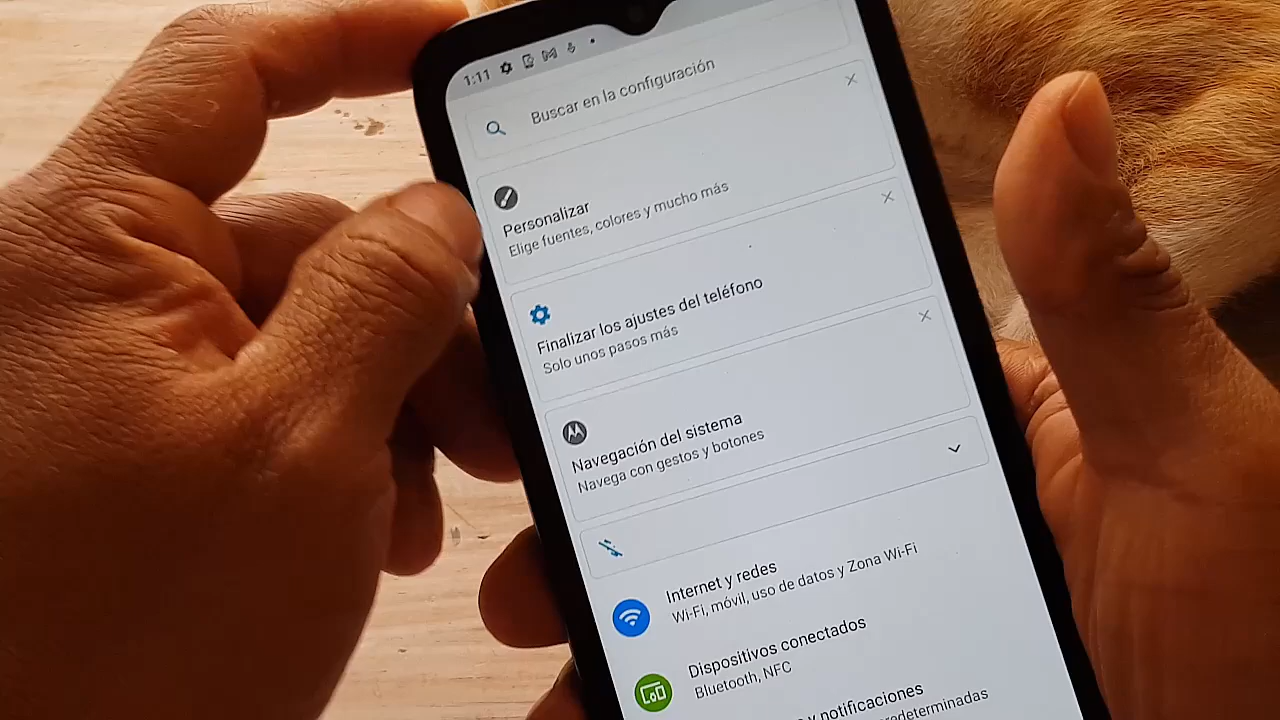 1:11
Buscar en la configuración
Personalizar
Elige fuentes, colores y mucho más
Finalizar los ajustes del teléfono
Solo unos pasos más
Navegación del sistema
Navega con gestos y botones
Internet y redes
Wi-Fi, móvil, uso de datos y Zona Wi-Fi
Dispositivos conectados
Bluetooth, NFC
y notificaciones